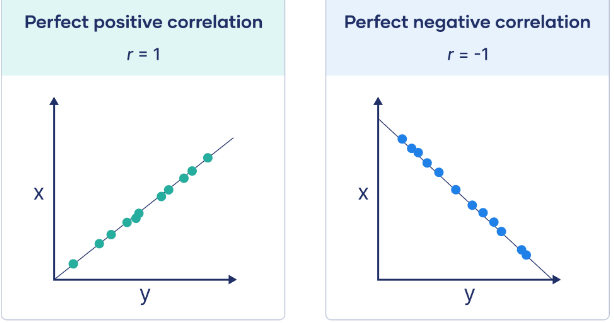 Perfect positive correlation
r = 1
x
y
Perfect negative correlation
r = -1
x
y